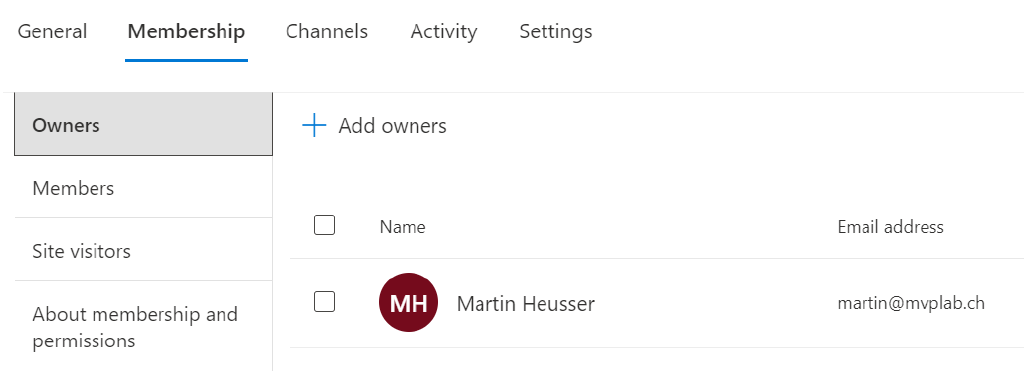 General Membership Channels Activity Settings
Owners
Add owners
Members
Name Email address
Site visitors
MH Martin Heusser martin@mvplab.ch
About membership and
permissions